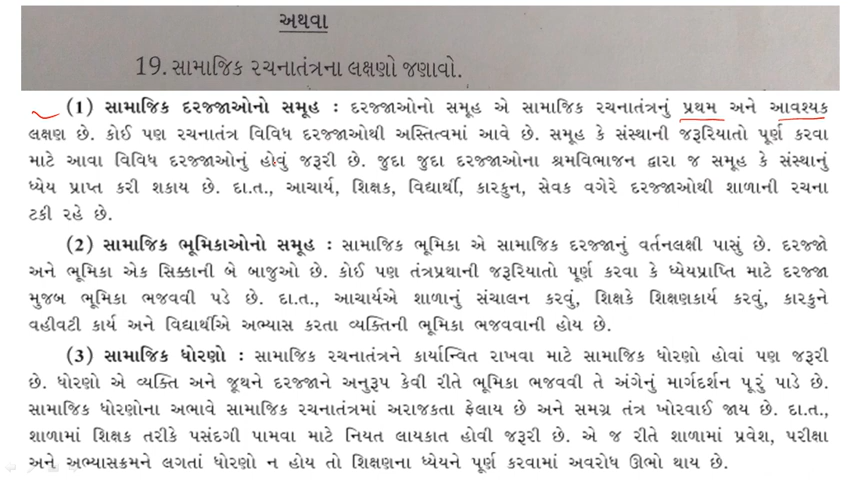 અથવા
19. સામાજિક રચનાતંત્રના લક્ષણો જણાવો.
(1) સામાજિક દરજ્જાઓનો સમૂહ : દરજ્જાઓનો સમૂહ એ સામાજિક રચનાતંત્રનું પ્રથમ અને આવશ્યક
લક્ષણ છે. કોઈ પણ રચનાતંત્ર વિવિધ દરજ્જાઓથી અસ્તિત્વમાં આવે છે. સમૂહ કે સંસ્થાની જરૂરિયાતો પૂર્ણ કરવા
માટે આવા વિવિધ દરજ્જાઓનું હોવું જરૂરી છે. જુદા જુદા દરજ્જાઓના શ્રમવિભાજન દ્વારા જ સમૂહ કે સંસ્થાનું
ધ્યેય પ્રાપ્ત કરી શકાય છે. દા.ત., આચાર્ય, શિક્ષક, વિદ્યાર્થી, કારકુન, સેવક વગેરે દરજ્જાઓથી શાળાની રચના
ટકી રહે છે.
(2) સામાજિક ભૂમિકાઓનો સમૂહ : સામાજિક ભૂમિકા એ સામાજિક દરજ્જાનું વર્તનલક્ષી પાસું છે. દરજ્જો
અને ભૂમિકા એક સિક્કાની બે બાજુઓ છે. કોઈ પણ તંત્રપ્રથાની જરૂરિયાતો પૂર્ણ કરવા કે ધ્યેયપ્રાપ્તિ માટે દરજ્જા
મુજબ ભૂમિકા ભજવવી પડે છે. દા.ત., આચાર્યએ શાળાનું સંચાલન કરવું, શિક્ષકે શિક્ષણકાર્ય કરવું, કારકુને
વહીવટી કાર્ય અને વિદ્યાર્થીએ અભ્યાસ કરતા વ્યક્તિની ભૂમિકા ભજવવાની હોય છે.
(3) સામાજિક ધોરણો : સામાજિક રચનાતંત્રને કાર્યાન્વિત રાખવા માટે સામાજિક ધોરણો હોવાં પણ જરૂરી
છે. ધોરણો એ વ્યક્તિ અને જૂથને દરજ્જાને અનુરૂપ કેવી રીતે ભૂમિકા ભજવવી તે અંગેનું માર્ગદર્શન પૂરું પાડે છે.
સામાજિક ધોરણોના અભાવે સામાજિક રચનાતંત્રમાં અરાજકતા ફેલાય છે અને સમગ્ર તંત્ર ખોરવાઈ જાય છે. દા.ત.,
શાળામાં શિક્ષક તરીકે પસંદગી પામવા માટે નિયત લાયકાત હોવી જરૂરી છે. એ જ રીતે શાળામાં પ્રવેશ, પરીક્ષા
અને અભ્યાસક્રમને લગતાં ધોરણો ન હોય તો શિક્ષણના ધ્યેયને પૂર્ણ કરવામાં અવરોધ ઊભો થાય છે.